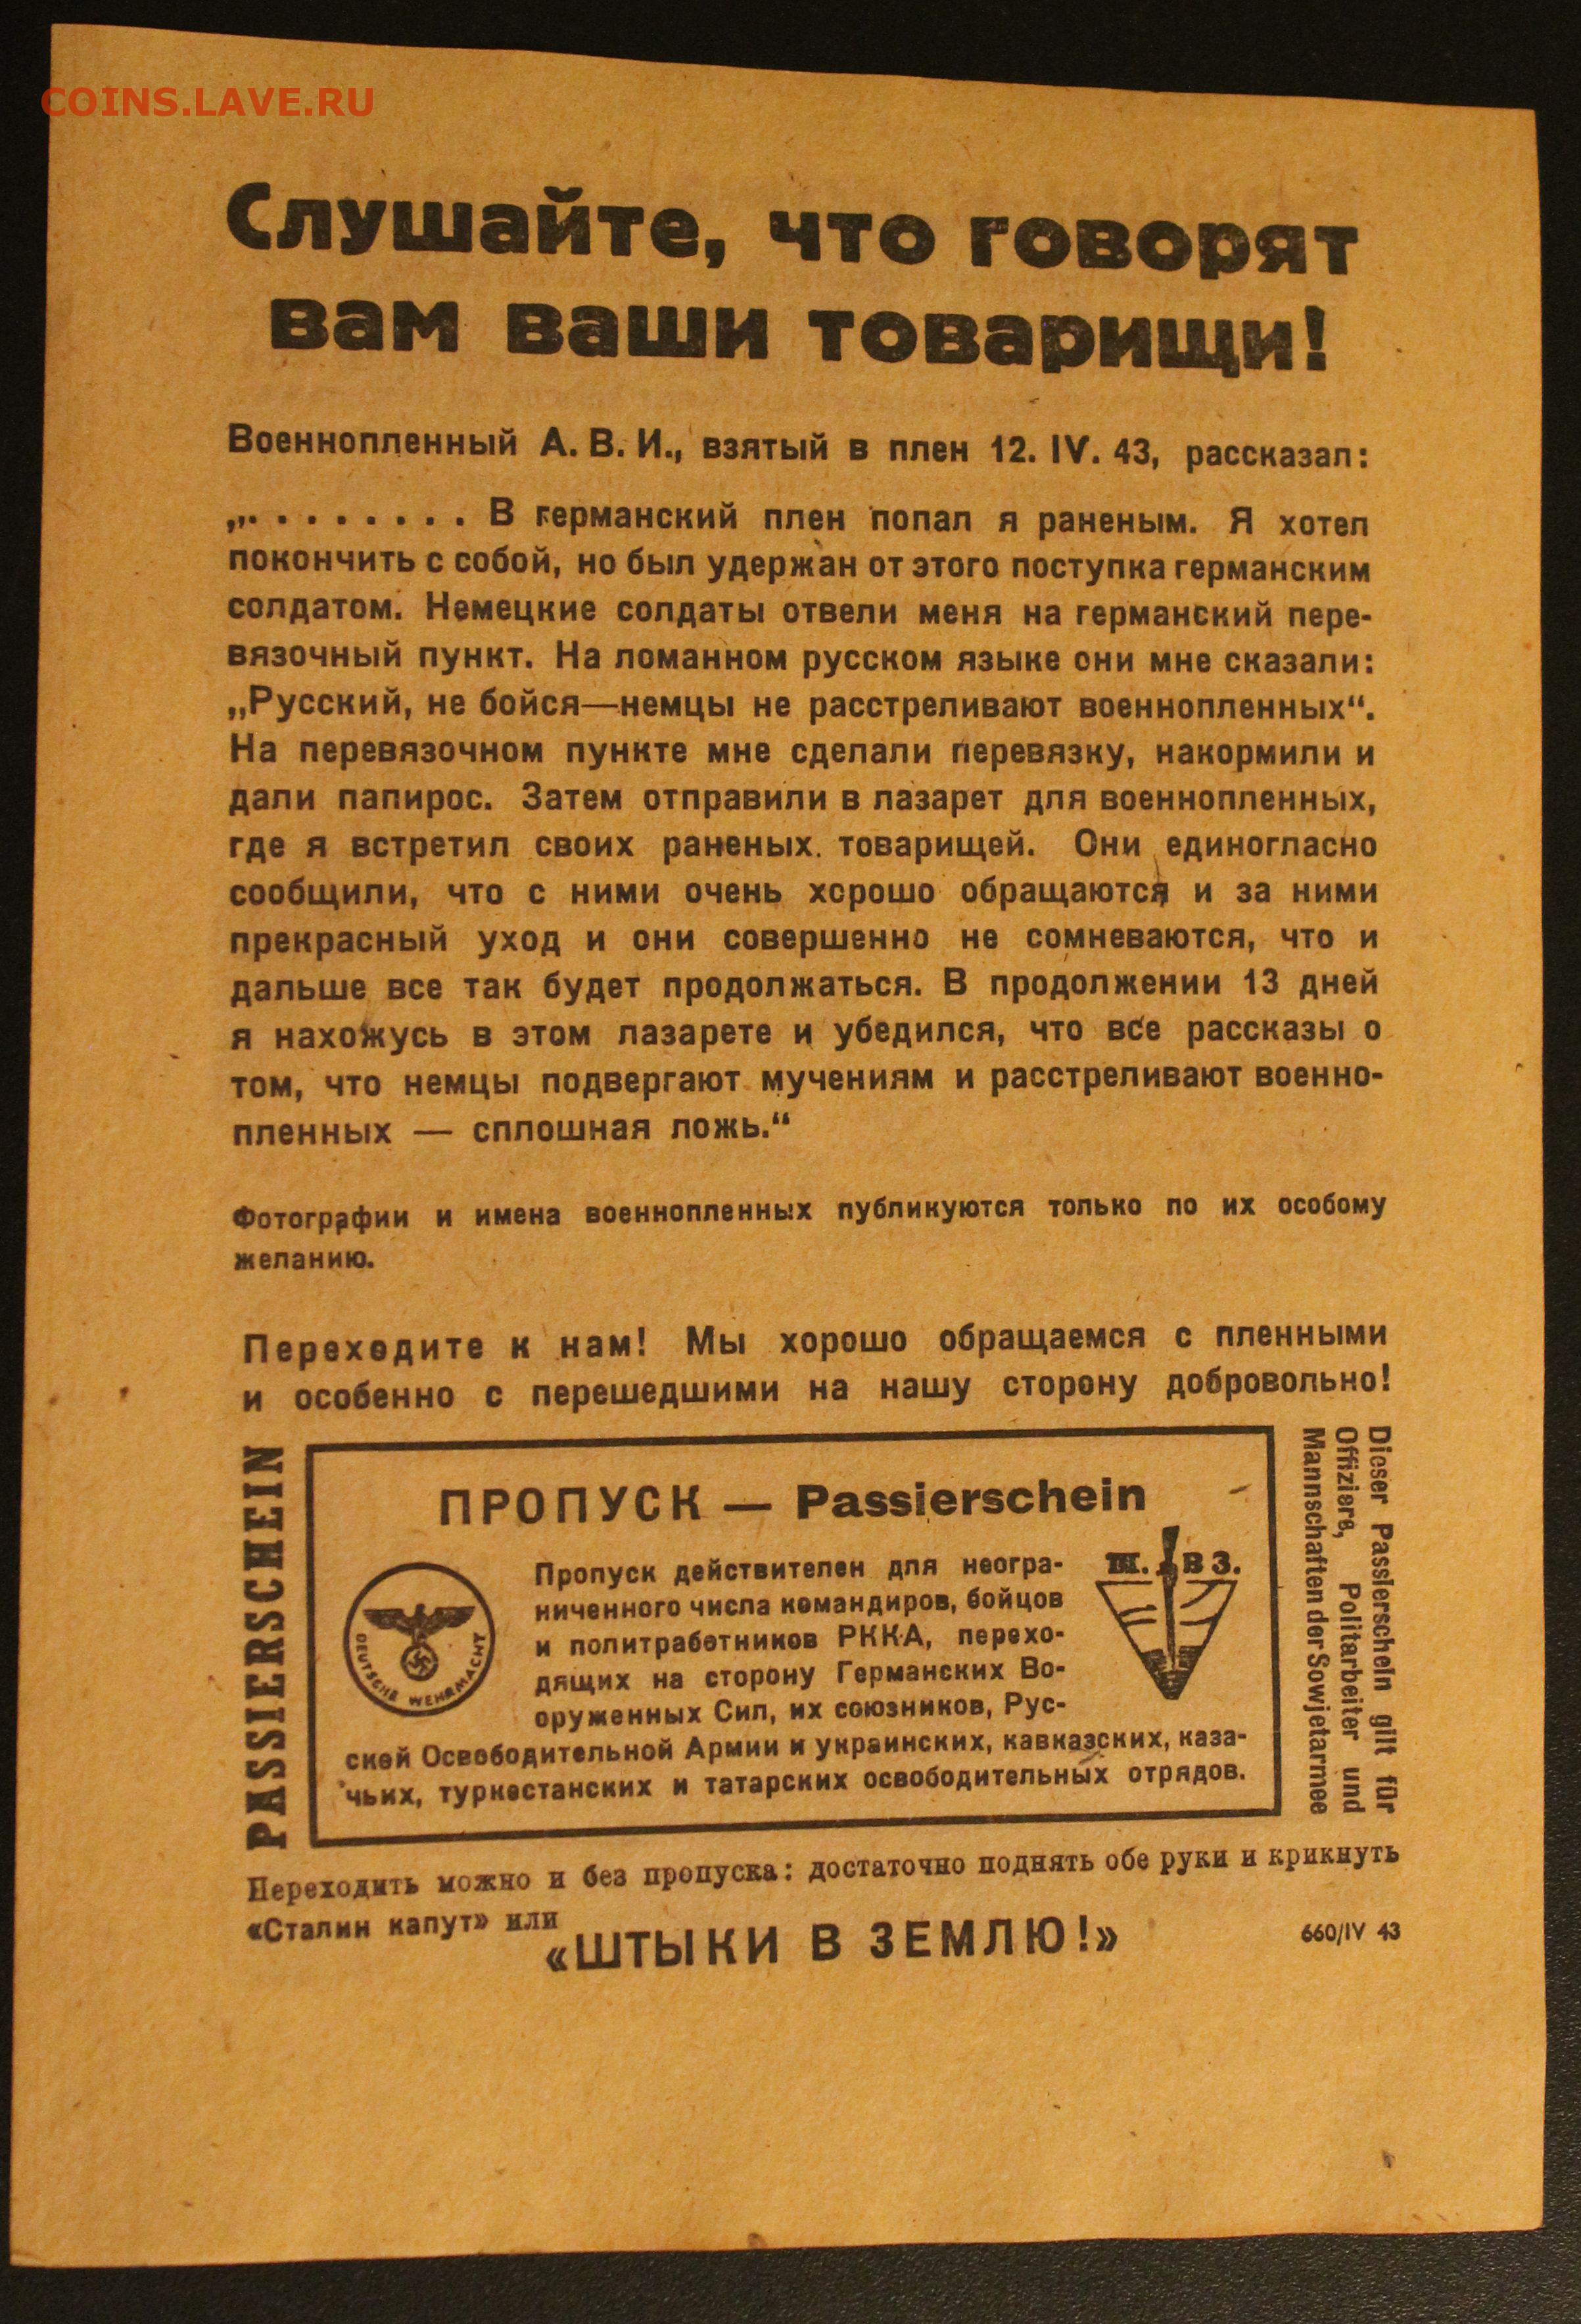 COINS.LAVE.RU
Слушайте, что говорят
вам ваши товарищи!
Военнопленный А. В. И., взятый в плен 12. IV. 43, рассказал:
„. . . . . . . . . В германский плен попал я раненым. Я хотел
покончить с собой, но был удержан от этого поступка германским
солдатом. Немецкие солдаты отвели меня на германский пере-
вязочный пункт. На ломанном русском языке они мне сказали:
„Русский, не бойся—немцы не расстреливают военнопленных“.
На перевязочном пункте мне сделали перевязку, накормили и
дали папирос. Затем отправили в лазарет для военнопленных,
где я встретил своих раненых товарищей. Они единогласно
сообщили, что с ними очень хорошо обращаются и за ними
прекрасный уход и они совершенно не сомневаются, что и
дальше все так будет продолжаться. В продолжении 13 дней
я нахожусь в этом лазарете и убедился, что все рассказы о
том, что немцы подвергают мучениям и расстреливают военно-
пленных — сплошная ложь.“
Фотографии и имена военнопленных публикуются только по их особому
желанию.
Переходите к нам! Мы хорошо обращаемся с пленными
и особенно с перешедшими на нашу сторону добровольно!
PASSIERSCHEIN
ПРОПУСК — Passierschein
Пропуск действителен для неогра-
ниченного числа командиров, бойцов
и политработников РККА, перехо-
дящих на сторону Германских Во-
оруженных Сил, их союзников, Рус-
ской Освободительной Армии и украинских, кавказских, каза-
чьих, туркестанских и татарских освободительных отрядов.
DEUTSCHE WEHRMACHT
Ш. В З.
Dieser Passierschein gilt für
Offiziere, Politarbeiter und
Mannschaften der Sowjetarmee
Переходить можно и без пропуска: достаточно поднять обе руки и крикнуть
«Сталин капут» или
«ШТЫКИ В ЗЕМЛЮ!»
660/IV 43